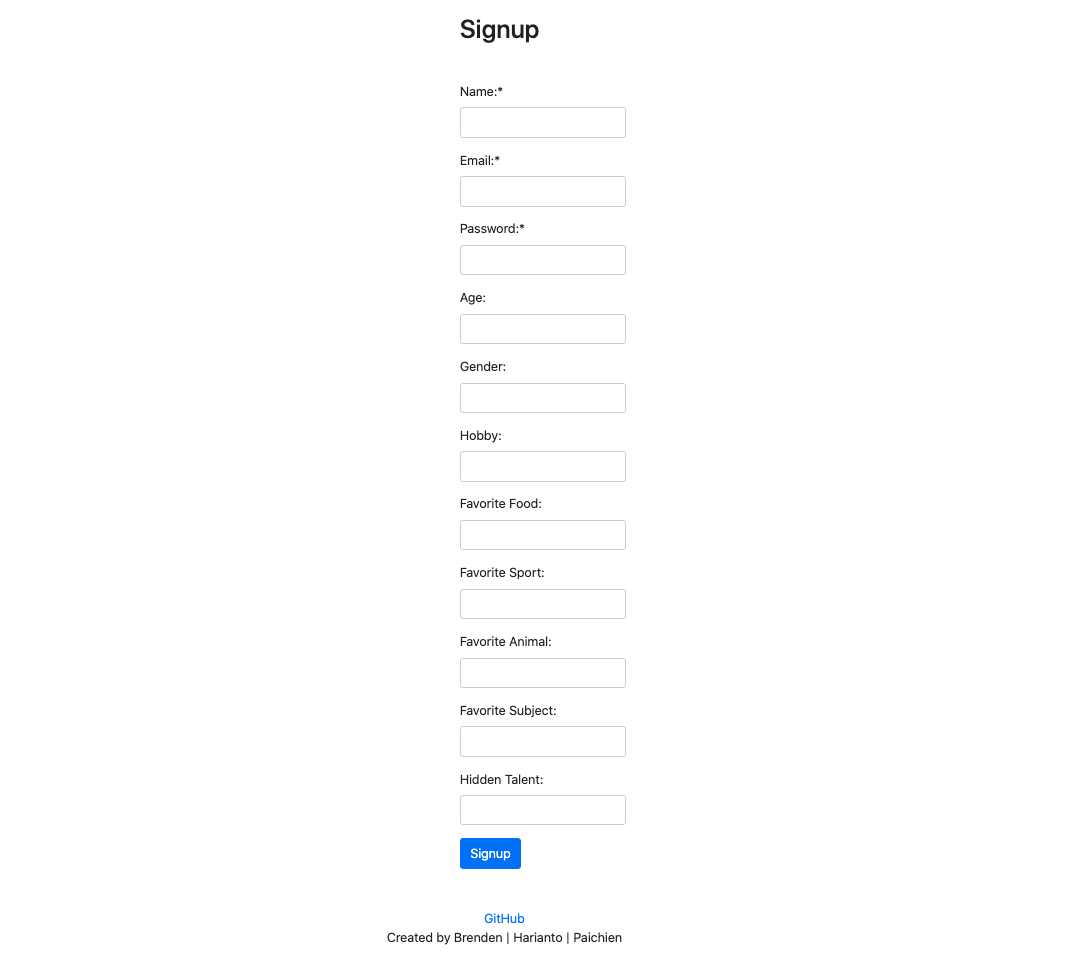 Signup
Name:*
Email:*
Password:*
Age:
Gender:
Hobby:
Favorite Food:
Favorite Sport:
Favorite Animal:
Favorite Subject:
Hidden Talent:
Signup
GitHub
Created by Brenden | Harianto | Paichien